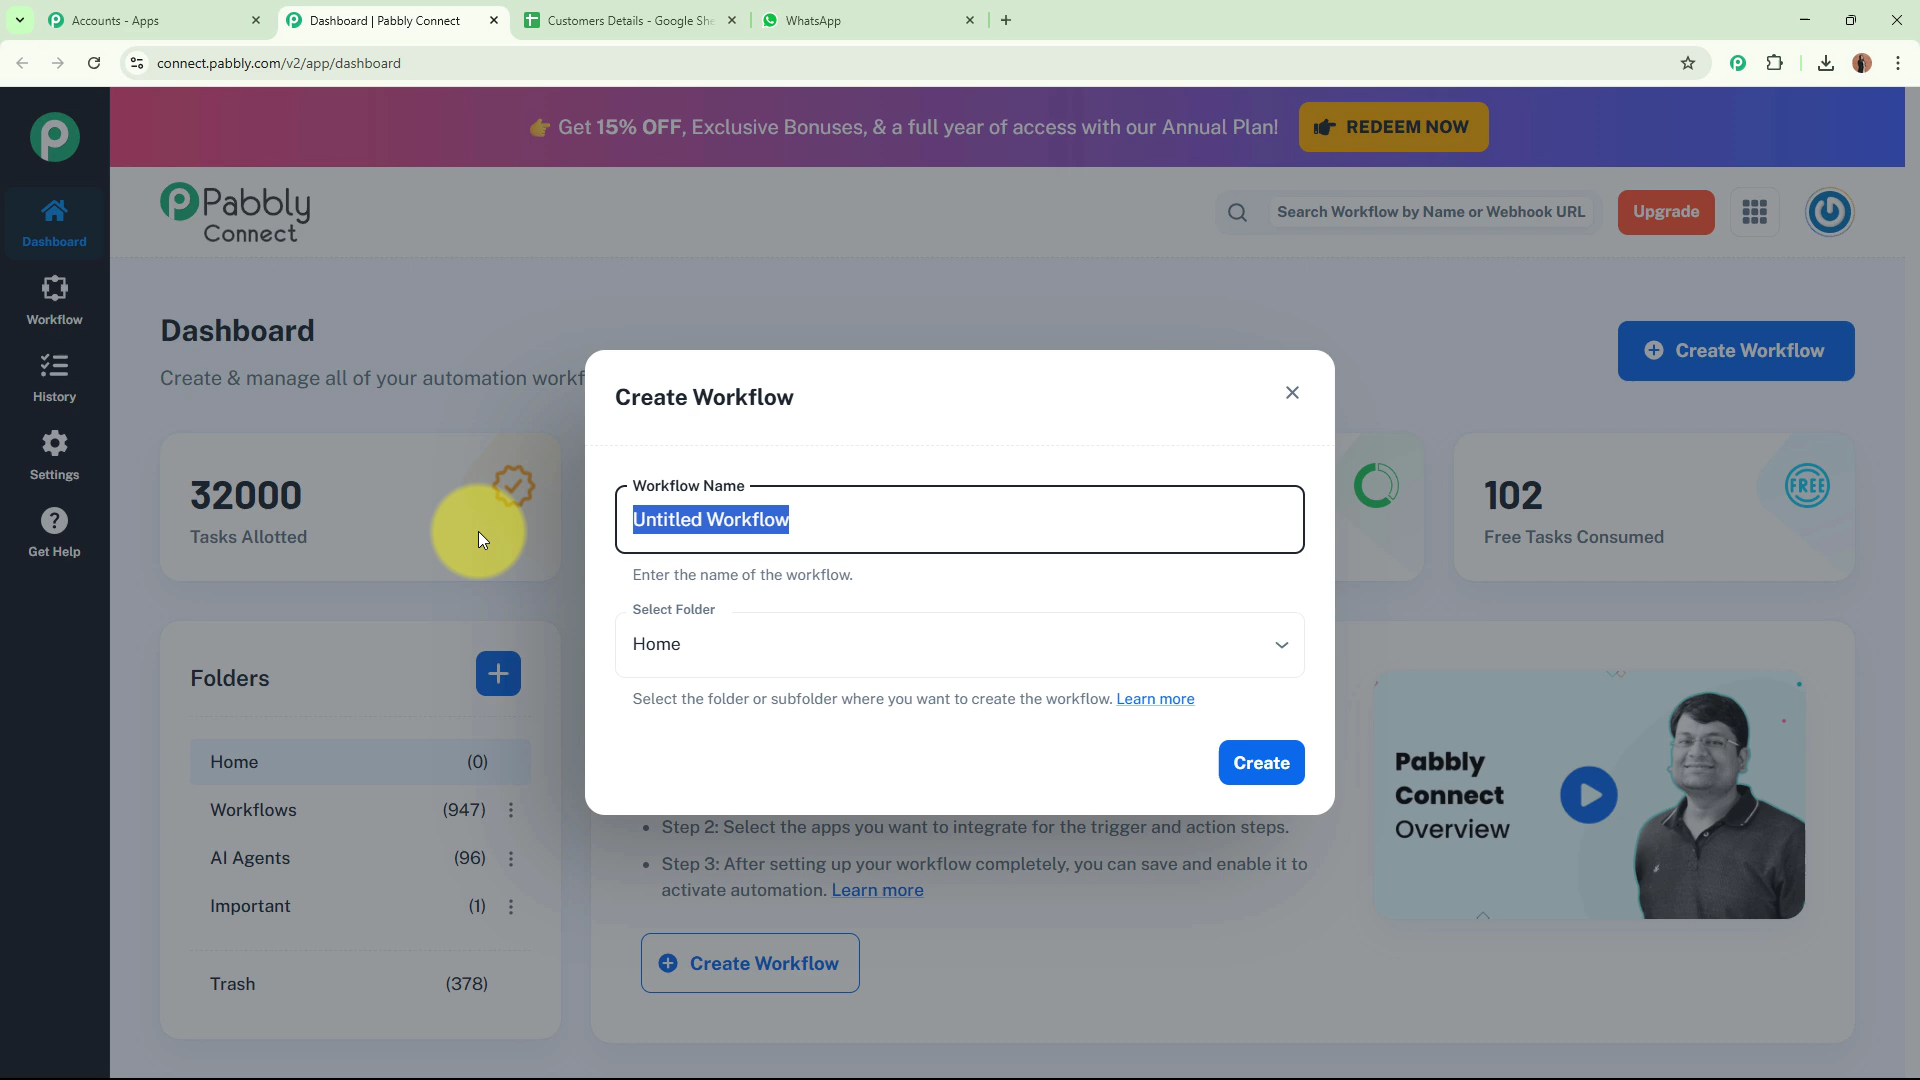 Accounts - Apps
Dashboard | Pabbly Connect
Customers Details - Google She
WhatsApp
connect.pabbly.com/v2/app/dashboard
👉 Get 15% OFF, Exclusive Bonuses, & a full year of access with our Annual Plan!
REDEEM NOW
Pabbly
Connect
Search Workflow by Name or Webhook URL
Upgrade
Dashboard
Workflow
History
Settings
Get Help
Dashboard
Create & manage all of your automation workf
Create Workflow
32000
Tasks Allotted
102
Free Tasks Consumed
FREE
Create Workflow
Workflow Name
Untitled Workflow
Enter the name of the workflow.
Select Folder
Home
Select the folder or subfolder where you want to create the workflow. Learn more
Create
Folders
Home (0)
Workflows (947)
AI Agents (96)
Important (1)
Trash (378)
Step 2: Select the apps you want to integrate for the trigger and action steps.
Step 3: After setting up your workflow completely, you can save and enable it to
activate automation. Learn more
Create Workflow
Pabbly
Connect
Overview